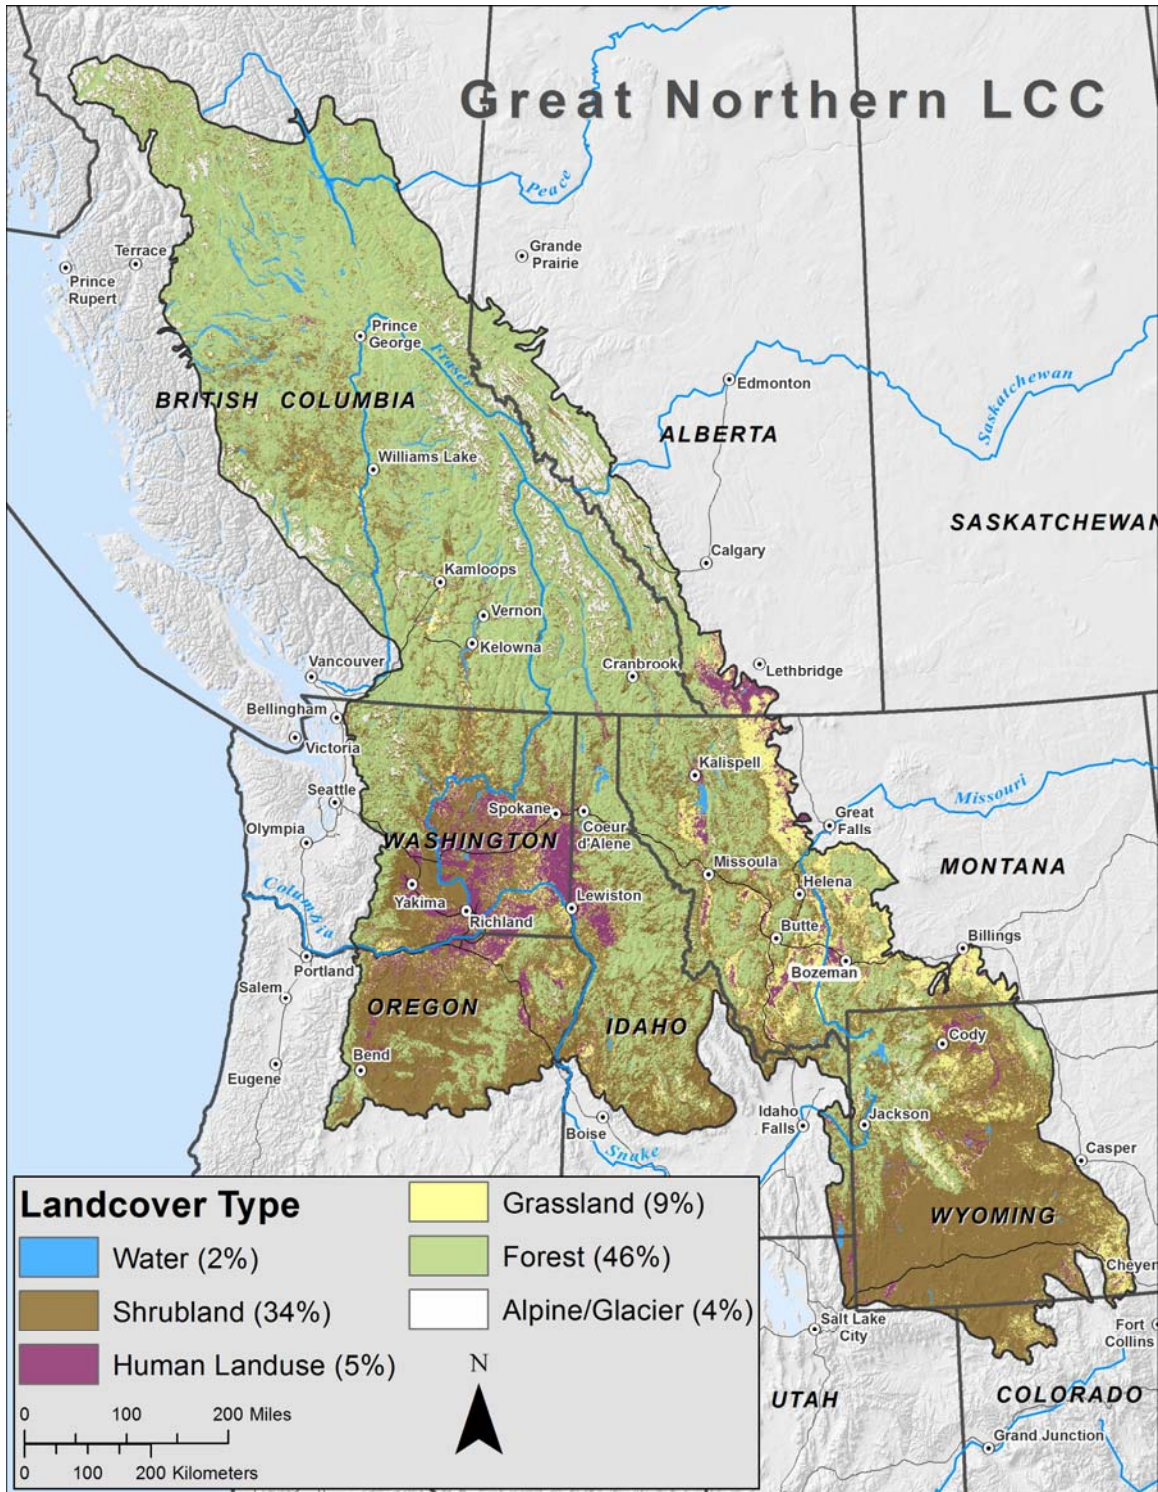 Great Northern LCC
Peace
Grande
Prairie
Terrace
Prince
Rupert
Prince
George
Fraser
BRITISH COLUMBIA
Edmonton
Saskatchewan
ALBERTA
Williams Lake
SASKATCHEWAN
Calgary
Kamloops
Vernon
Kelowna
Vancouver
Cranbrook
Lethbridge
Bellingham
Victoria
Kalispell
Seattle
Missouri
Spokane
Great
Falls
Olympia
WASHINGTON
Coeur
d'Alene
Missoula
MONTANA
Helena
Columbia
Yakima
Richland
Lewiston
Butte
Billings
Portland
Bozeman
Salem
OREGON
IDAHO
Cody
Bend
Eugene
Idaho
Falls
Jackson
Boise
Snake
Casper
WYOMING
Cheyen
Salt Lake
City
Fort
Collins
UTAH
COLORADO
Grand Junction
Landcover Type
Water (2%)
Shrubland (34%)
Human Landuse (5%)
Grassland (9%)
Forest (46%)
Alpine/Glacier (4%)
N
0 100 200 Miles
0 100 200 Kilometers